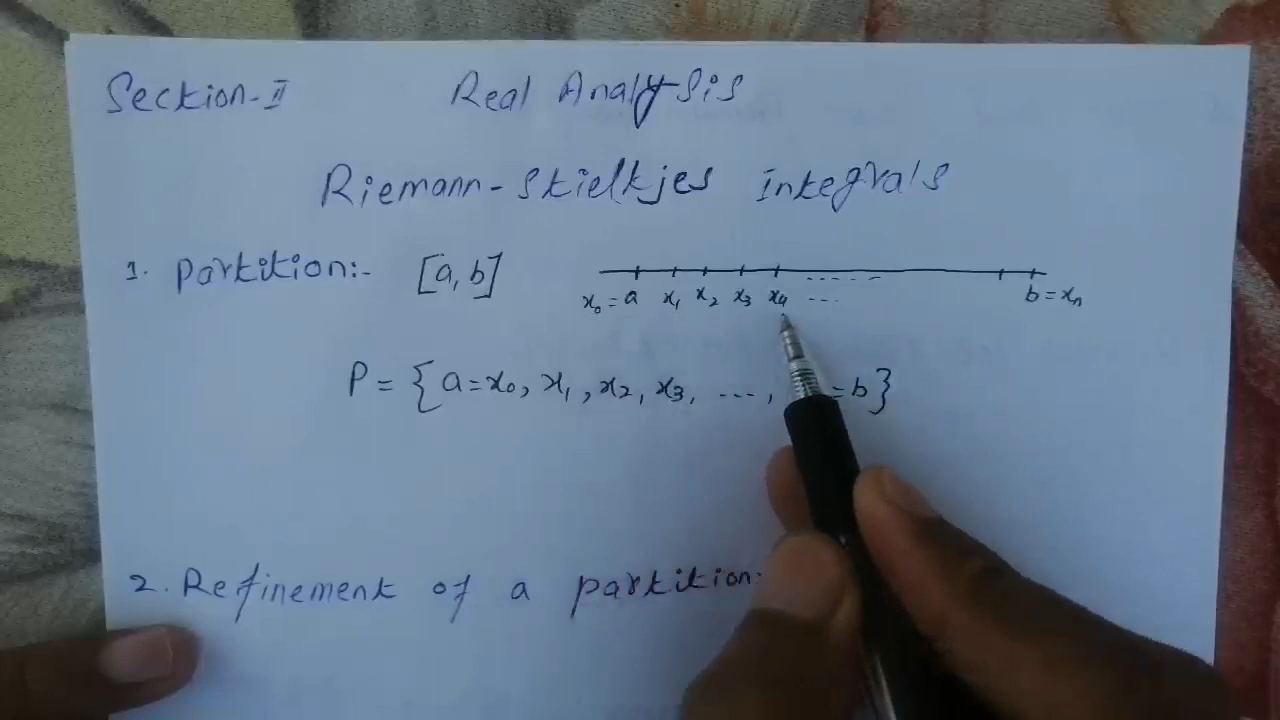 Section-II Real Analysis
Riemann-Stieltjes integrals
1. Partition:- [a, b]
x₀ = a x₁ x₂ x₃ x₄ ... b = xₙ
P = { a = x₀, x₁, x₂, x₃, ---, = b }
2. Refinement of a partition: